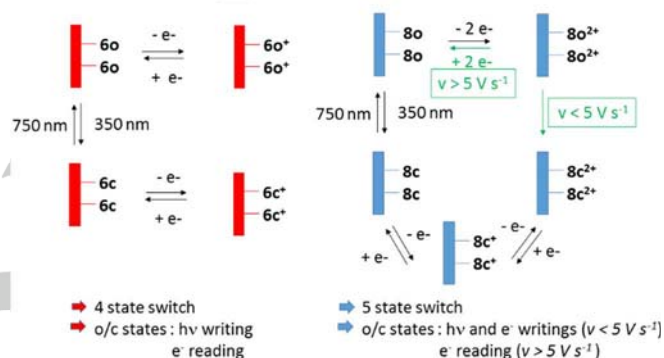 6o
6o
- e-
+ e-
6o⁺
6o⁺
750 nm
350 nm
6c
6c
- e-
+ e-
6c⁺
6c⁺
4 state switch
o/c states : hν writing
e⁻ reading
8o
8o
- 2 e-
+ 2 e-
v > 5 V s⁻¹
8o²⁺
8o²⁺
750 nm
350 nm
v < 5 V s⁻¹
8c
8c
8c²⁺
8c²⁺
- e-
+ e-
8c⁺
8c⁺
- e-
+ e-
5 state switch
o/c states : hν and e⁻ writings (v < 5 V s⁻¹)
e⁻ reading (v > 5 V s⁻¹)